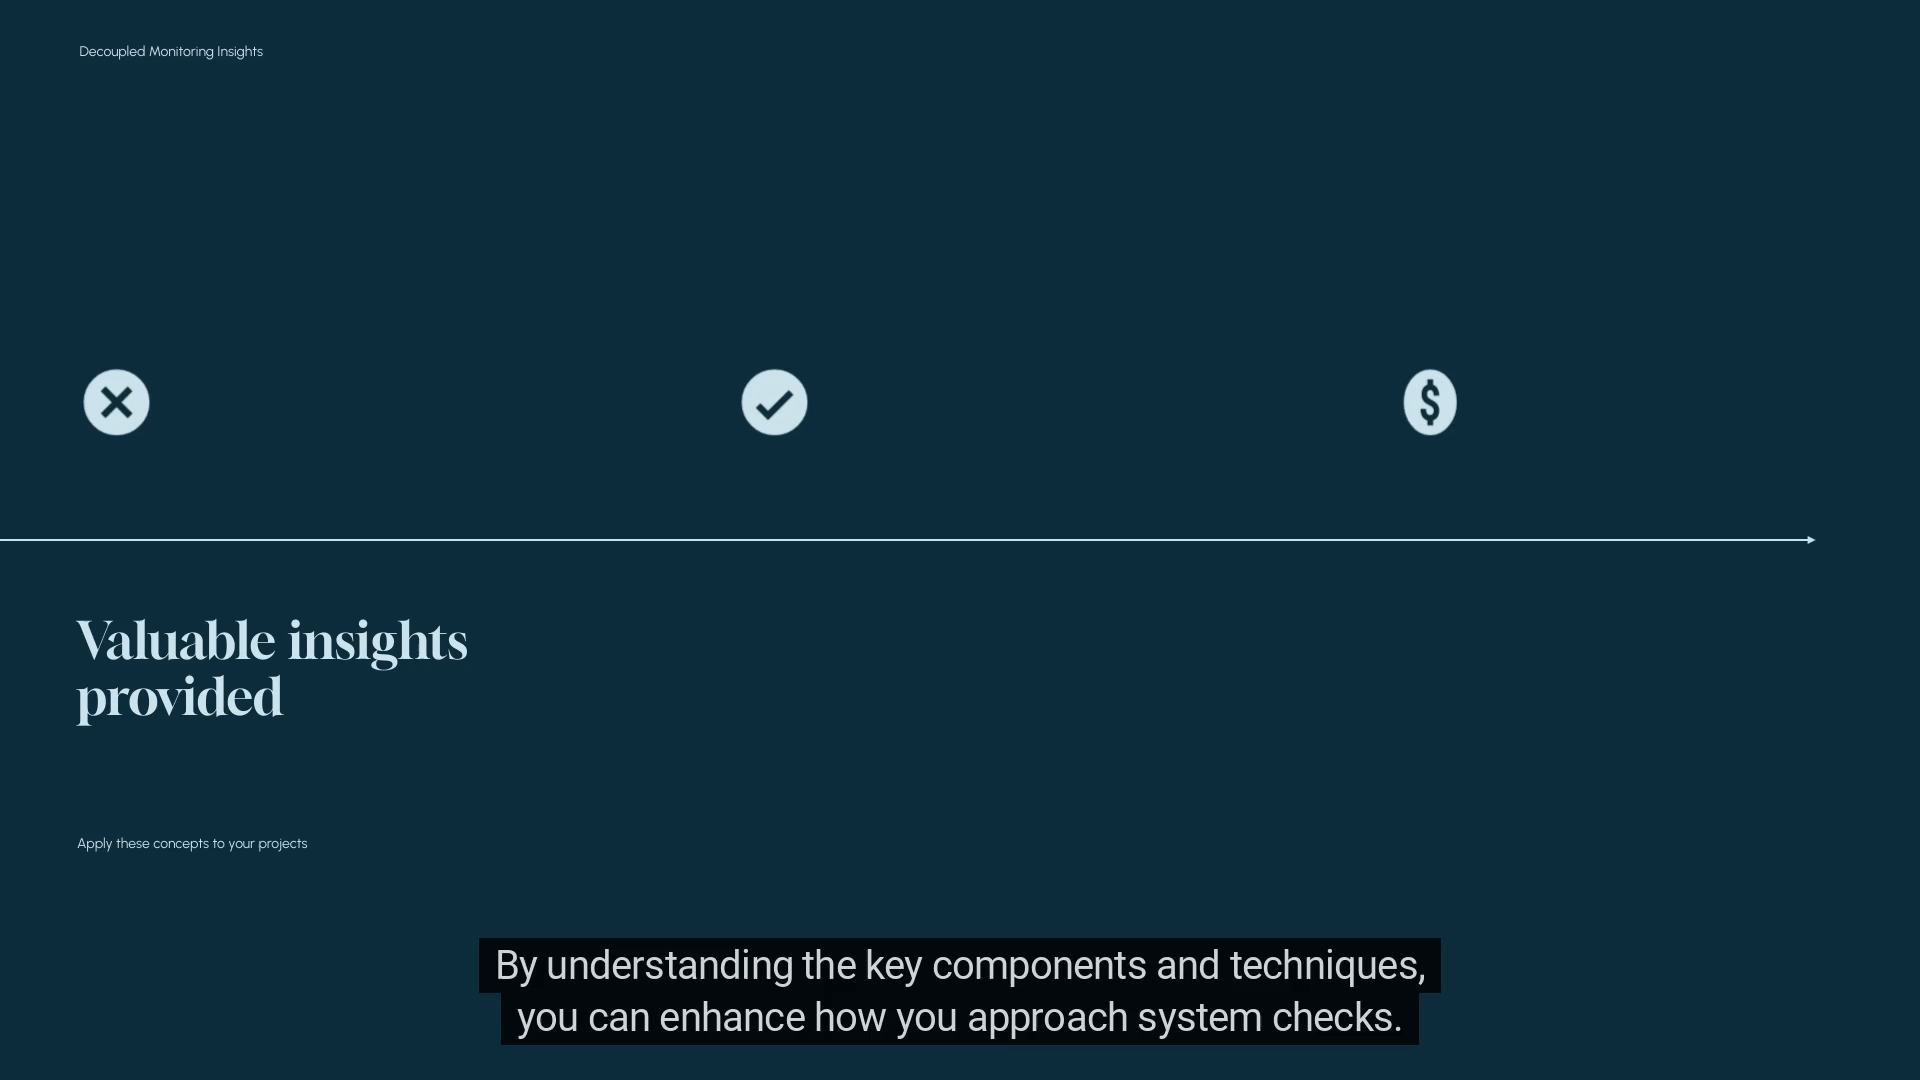 Decoupled Monitoring Insights
$
Valuable insights
provided
Apply these concepts to your projects
By understanding the key components and techniques,
you can enhance how you approach system checks.